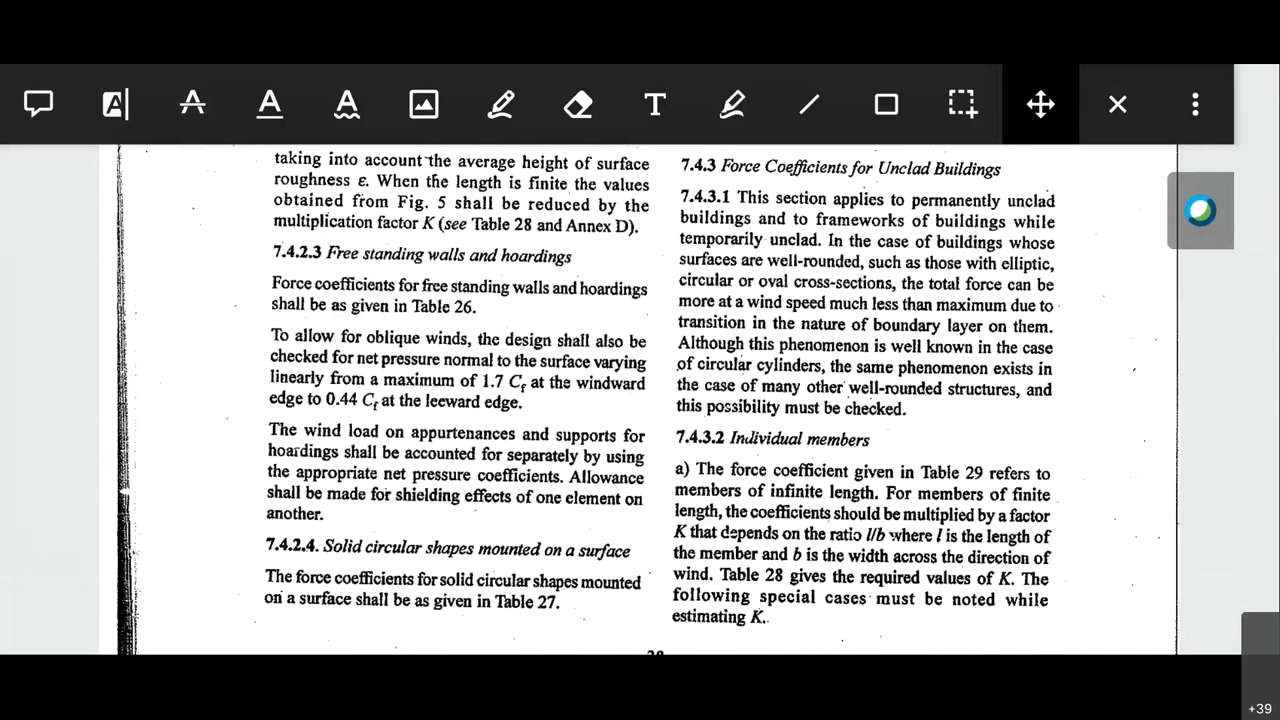 taking into account the average height of surface
roughness ε. When the length is finite the values
obtained from Fig. 5 shall be reduced by the
multiplication factor K (see Table 28 and Annex D).
7.4.2.3 Free standing walls and hoardings
Force coefficients for free standing walls and hoardings
shall be as given in Table 26.
To allow for oblique winds, the design shall also be
checked for net pressure normal to the surface varying
linearly from a maximum of 1.7 Cf at the windward
edge to 0.44 Cf at the leeward edge.
The wind load on appurtenances and supports for
hoardings shall be accounted for separately by using
the appropriate net pressure coefficients. Allowance
shall be made for shielding effects of one element on
another.
7.4.2.4. Solid circular shapes mounted on a surface
The force coefficients for solid circular shapes mounted
on a surface shall be as given in Table 27.
7.4.3 Force Coefficients for Unclad Buildings
7.4.3.1 This section applies to permanently unclad
buildings and to frameworks of buildings while
temporarily unclad. In the case of buildings whose
surfaces are well-rounded, such as those with elliptic,
circular or oval cross-sections, the total force can be
more at a wind speed much less than maximum due to
transition in the nature of boundary layer on them.
Although this phenomenon is well known in the case
of circular cylinders, the same phenomenon exists in
the case of many other well-rounded structures, and
this possibility must be checked.
7.4.3.2 Individual members
a) The force coefficient given in Table 29 refers to
members of infinite length. For members of finite
length, the coefficients should be multiplied by a factor
K that depends on the ratio l/b where l is the length of
the member and b is the width across the direction of
wind. Table 28 gives the required values of K. The
following special cases must be noted while
estimating K.
+39